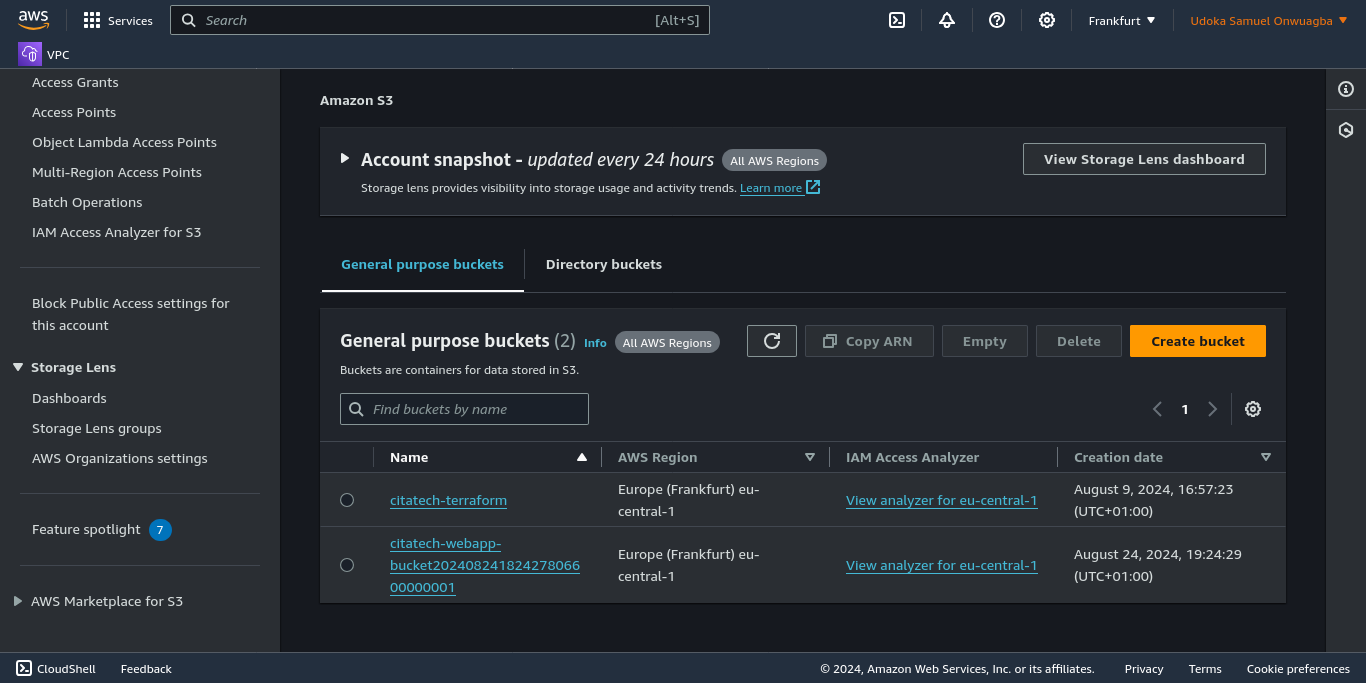 aws
Services
Search
[Alt+S]
Frankfurt
Udoka Samuel Onwuagba
VPC
Access Grants
Access Points
Object Lambda Access Points
Multi-Region Access Points
Batch Operations
IAM Access Analyzer for S3
Block Public Access settings for
this account
Storage Lens
Dashboards
Storage Lens groups
AWS Organizations settings
Feature spotlight 7
AWS Marketplace for S3
Amazon S3
Account snapshot - updated every 24 hours All AWS Regions
Storage lens provides visibility into storage usage and activity trends. Learn more
View Storage Lens dashboard
General purpose buckets
Directory buckets
General purpose buckets (2) Info All AWS Regions
Copy ARN
Empty
Delete
Create bucket
Buckets are containers for data stored in S3.
Find buckets by name
1
Name
AWS Region
IAM Access Analyzer
Creation date
citatech-terraform
Europe (Frankfurt) eu-
central-1
View analyzer for eu-central-1
August 9, 2024, 16:57:23
(UTC+01:00)
citatech-webapp-
bucket202408241824278066
00000001
Europe (Frankfurt) eu-
central-1
View analyzer for eu-central-1
August 24, 2024, 19:24:29
(UTC+01:00)
CloudShell
Feedback
© 2024, Amazon Web Services, Inc. or its affiliates.
Privacy
Terms
Cookie preferences